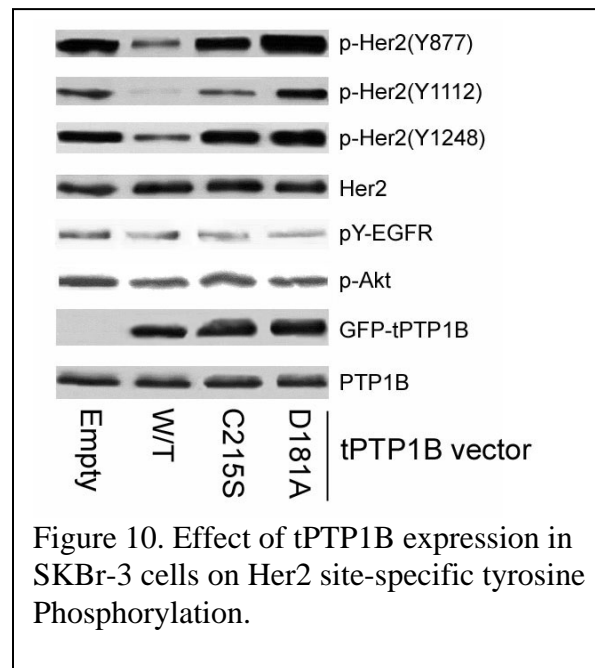 p-Her2(Y877)
p-Her2(Y1112)
p-Her2(Y1248)
Her2
pY-EGFR
p-Akt
GFP-tPTP1B
PTP1B
Empty
W/T
C215S
D181A
tPTP1B vector
Figure 10. Effect of tPTP1B expression in
SKBr-3 cells on Her2 site-specific tyrosine
Phosphorylation.